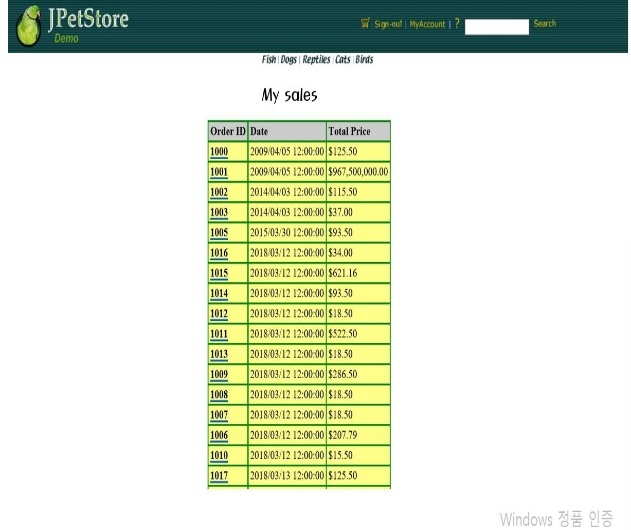 JPetStore
Demo
Sign-out | MyAccount | ? Search
Fish | Dogs | Reptiles | Cats | Birds
My sales
Order ID Date Total Price
1000 2009/04/05 12:00:00 $125.50
1001 2009/04/05 12:00:00 $967,500,000.00
1002 2014/04/03 12:00:00 $115.50
1003 2014/04/03 12:00:00 $37.00
1005 2015/03/30 12:00:00 $93.50
1016 2018/03/12 12:00:00 $34.00
1015 2018/03/12 12:00:00 $621.16
1014 2018/03/12 12:00:00 $93.50
1012 2018/03/12 12:00:00 $18.50
1011 2018/03/12 12:00:00 $522.50
1013 2018/03/12 12:00:00 $18.50
1009 2018/03/12 12:00:00 $286.50
1008 2018/03/12 12:00:00 $18.50
1007 2018/03/12 12:00:00 $18.50
1006 2018/03/12 12:00:00 $207.79
1010 2018/03/12 12:00:00 $15.50
1017 2018/03/13 12:00:00 $125.50
Windows 정품 인증